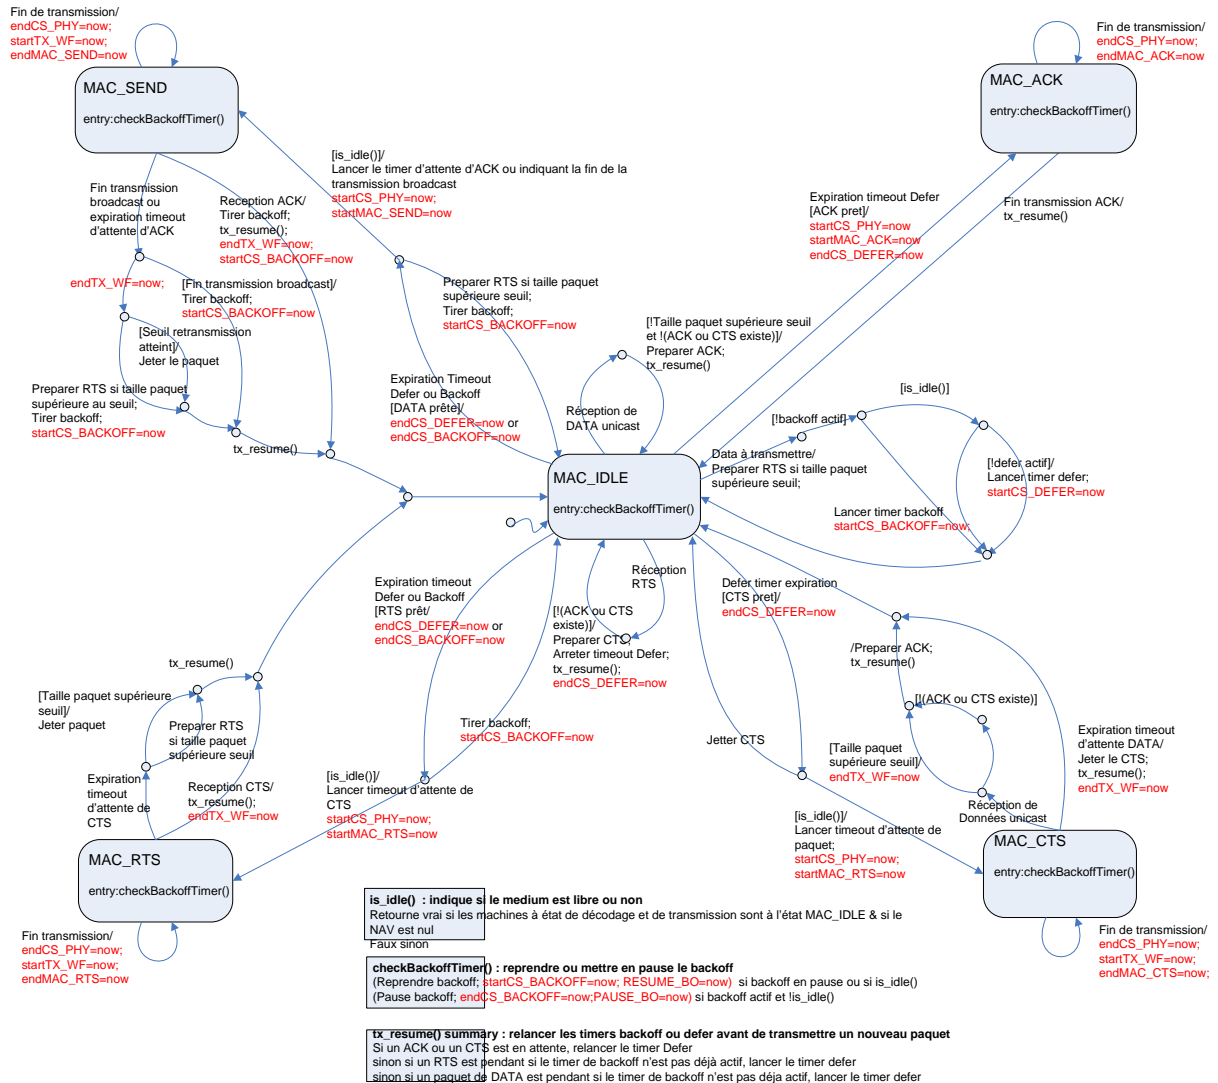 Fin de transmission/
endCS_PHY=now;
startTX_WF=now;
endMAC_SEND=now
MAC_SEND
entry:checkBackoffTimer()
Fin de transmission/
endCS_PHY=now;
endMAC_ACK=now
MAC_ACK
entry:checkBackoffTimer()
[is_idle()]/
Lancer le timer d'attente d'ACK ou indiquant la fin de la
transmission broadcast
startCS_PHY=now;
startMAC_SEND=now
Fin transmission
broadcast ou
expiration timeout
d'attente d'ACK
Reception ACK/
Tirer backoff;
tx_resume();
endTX_WF=now;
startCS_BACKOFF=now
Expiration timeout Defer
[ACK pret]/
startCS_PHY=now
startMAC_ACK=now
endCS_DEFER=now
Fin transmission ACK/
tx_resume()
endTX_WF=now;
[Fin transmission broadcast]/
Tirer backoff;
startCS_BACKOFF=now
[Seuil retransmission
atteint]/
Jeter le paquet
Preparer RTS si taille paquet
supérieure seuil;
Tirer backoff;
startCS_BACKOFF=now
[!Taille paquet supérieure seuil
et !(ACK ou CTS existe)]/
Preparer ACK;
tx_resume()
Preparer RTS si taille paquet
supérieure au seuil;
Tirer backoff;
startCS_BACKOFF=now
Expiration Timeout
Defer ou Backoff
[DATA prête]/
endCS_DEFER=now or
endCS_BACKOFF=now
Réception de
DATA unicast
[is_idle()]
[!backoff actif]
tx_resume()
Data à transmettre/
Preparer RTS si taille paquet
supérieure seuil;
[!defer actif]/
Lancer timer defer;
startCS_DEFER=now
MAC_IDLE
entry:checkBackoffTimer()
Lancer timer backoff
startCS_BACKOFF=now;
Expiration timeout
Defer ou Backoff
[RTS prêt/
endCS_DEFER=now or
endCS_BACKOFF=now
Réception
RTS
[!(ACK ou CTS
existe)]/
Preparer CTS;
Arreter timeout Defer;
tx_resume();
endCS_DEFER=now
Defer timer expiration
[CTS pret]/
endCS_DEFER=now
/Preparer ACK;
tx_resume()
tx_resume()
[Taille paquet supérieure
seuil]/
Jeter paquet
Preparer RTS
si taille paquet
supérieure seuil
Tirer backoff;
startCS_BACKOFF=now
Jetter CTS
[!(ACK ou CTS existe)]
[Taille paquet
supérieure seuil]/
endTX_WF=now
Expiration timeout
d'attente DATA/
Jeter le CTS;
tx_resume();
endTX_WF=now
Expiration
timeout
d'attente de
CTS
Reception CTS/
tx_resume();
endTX_WF=now
[is_idle()]/
Lancer timeout d'attente de
CTS
startCS_PHY=now;
startMAC_RTS=now
[is_idle()]/
Lancer timeout d'attente de
paquet;
startCS_PHY=now;
startMAC_RTS=now
Réception de
Données unicast
MAC_RTS
entry:checkBackoffTimer()
MAC_CTS
entry:checkBackoffTimer()
Fin transmission/
endCS_PHY=now;
startTX_WF=now;
endMAC_RTS=now
Fin de transmission/
endCS_PHY=now;
startTX_WF=now;
endMAC_CTS=now;
is_idle() : indique si le medium est libre ou non
Retourne vrai si les machines à état de décodage et de transmission sont à l'état MAC_IDLE & si le
NAV est nul
Faux sinon
checkBackoffTimer() : reprendre ou mettre en pause le backoff
(Reprendre backoff; startCS_BACKOFF=now; RESUME_BO=now) si backoff en pause ou si is_idle()
(Pause backoff; endCS_BACKOFF=now;PAUSE_BO=now) si backoff actif et !is_idle()
tx_resume() summary : relancer les timers backoff ou defer avant de transmettre un nouveau paquet
Si un ACK ou un CTS est en attente, relancer le timer Defer
sinon si un RTS est pendant si le timer de backoff n'est pas déjà actif, lancer le timer defer
sinon si un paquet de DATA est pendant si le timer de backoff n'est pas déja actif, lancer le timer defer